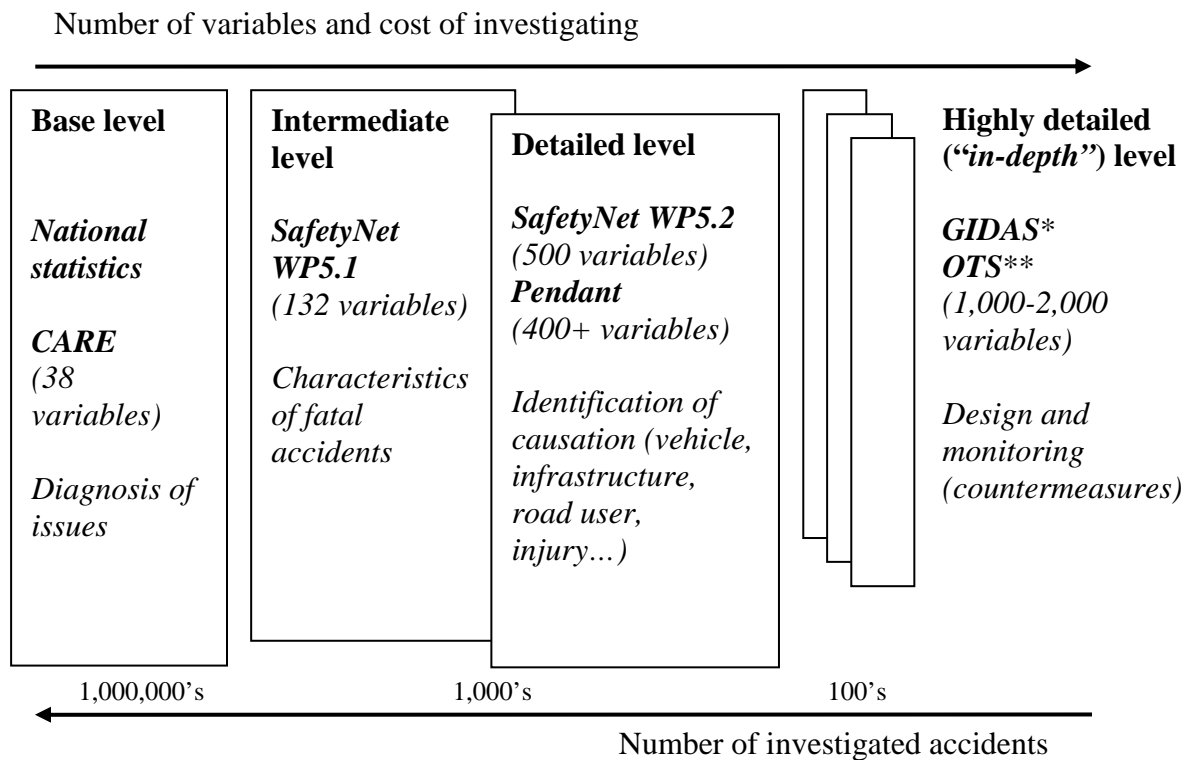 Number of variables and cost of investigating
Base level
National
statistics
CARE
(38
variables)
Diagnosis of
issues
Intermediate
level
SafetyNet
WP5.1
(132 variables)
Characteristics
of fatal
accidents
Detailed level
SafetyNet WP5.2
(500 variables)
Pendant
(400+ variables)
Identification of
causation (vehicle,
infrastructure,
road user,
injury…)
Highly detailed
(“in-depth”) level
GIDAS*
OTS**
(1,000-2,000
variables)
Design and
monitoring
(countermeasures)
1,000,000’s
1,000’s
100’s
Number of investigated accidents